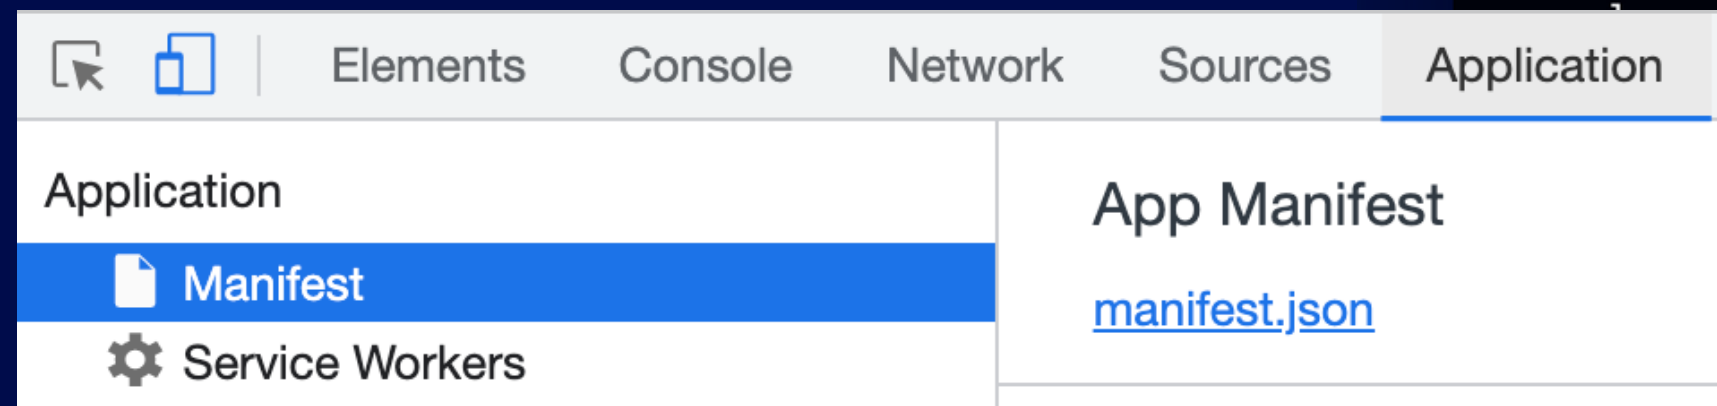 Elements Console Network Sources Application
Application
Manifest
Service Workers
App Manifest
manifest.json